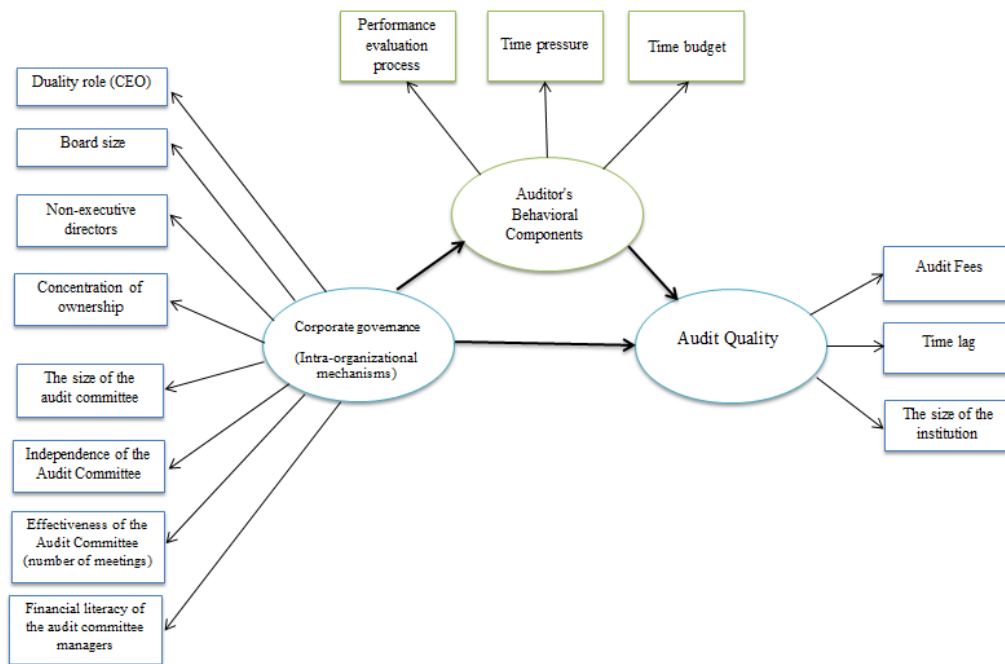 Performance
evaluation
process
Time pressure
Time budget
Duality role (CEO)
Board size
Non-executive
directors
Concentration of
ownership
The size of the
audit committee
Independence of the
Audit Committee
Effectiveness of the
Audit Committee
(number of meetings)
Financial literacy of
the audit committee
managers
Auditor's
Behavioral
Components
Corporate governance
(Intra-organizational
mechanisms)
Audit Quality
Audit Fees
Time lag
The size of the
institution